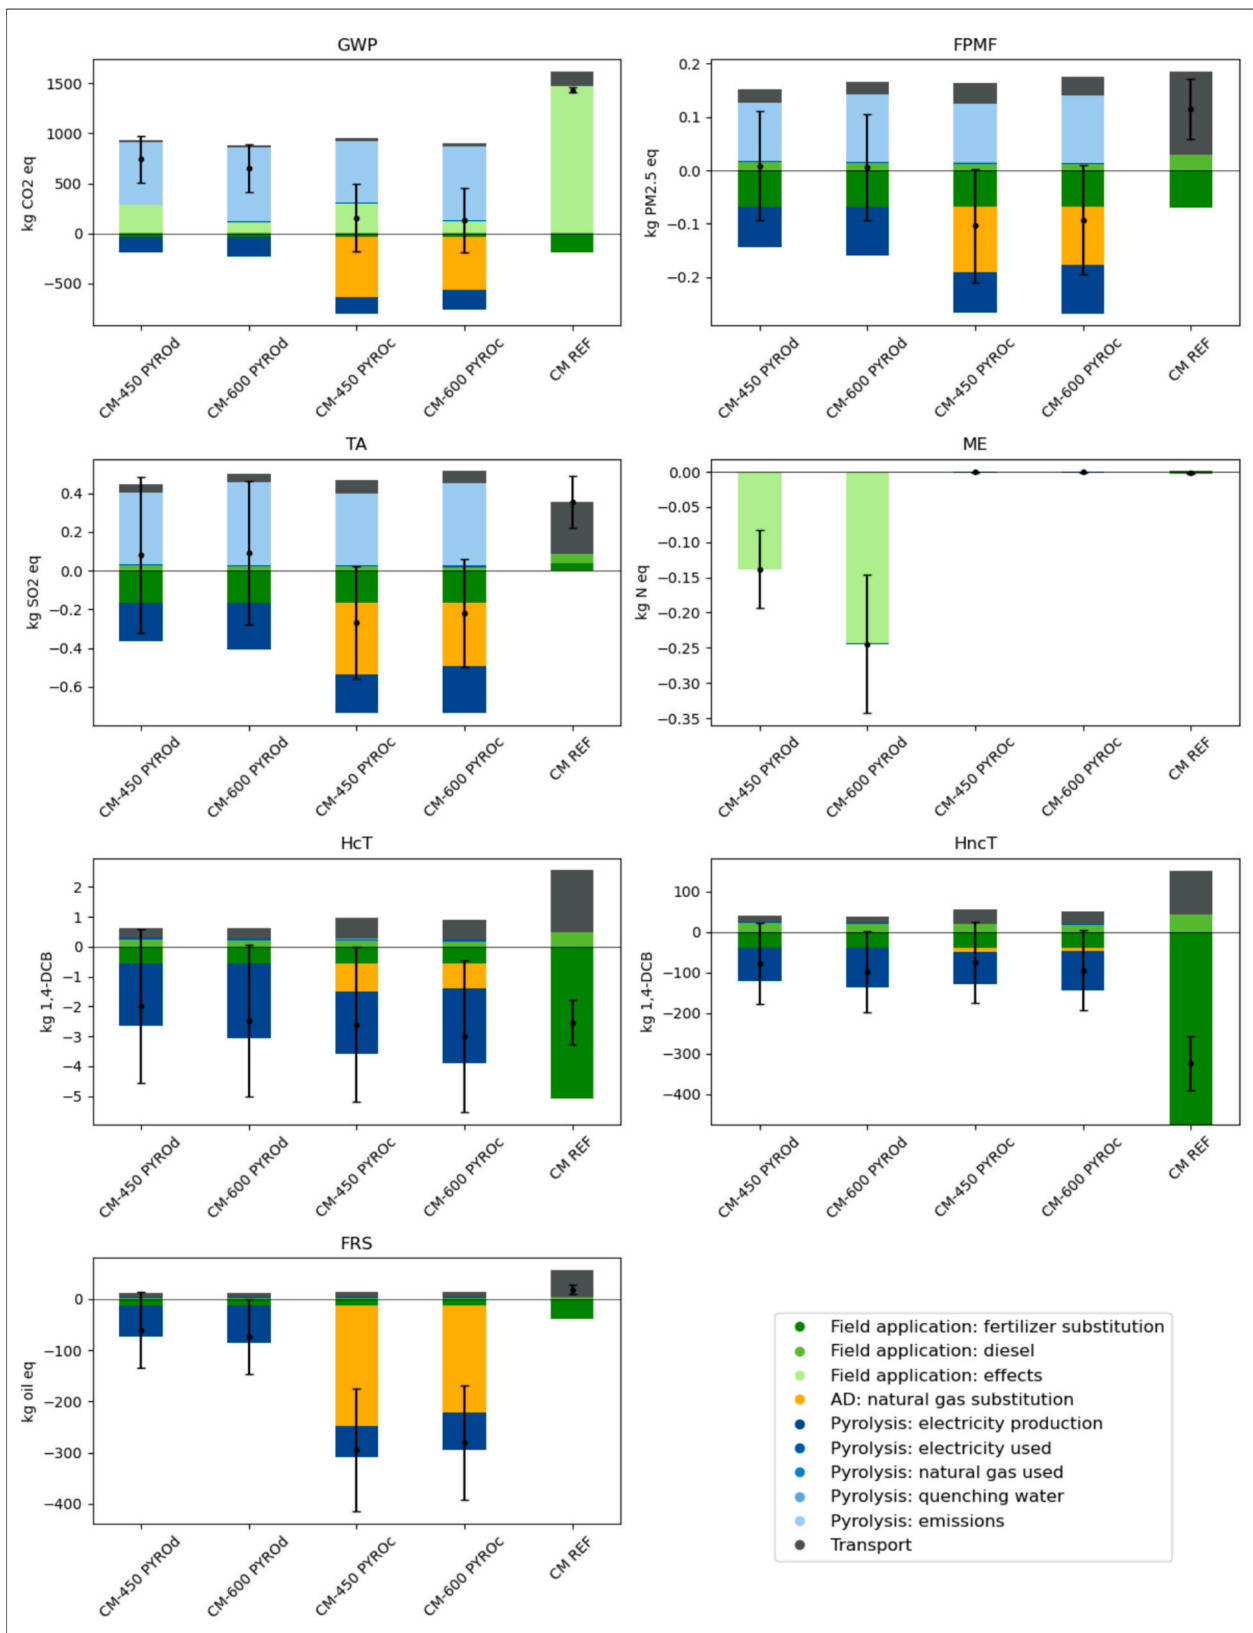 GWP
kg CO2 eq
1500
1000
500
0
−500
CM-450 PYROd
CM-600 PYROd
CM-450 PYROc
CM-600 PYROc
CM REF
FPMF
kg PM2.5 eq
0.2
0.1
0.0
−0.1
−0.2
CM-450 PYROd
CM-600 PYROd
CM-450 PYROc
CM-600 PYROc
CM REF
TA
kg SO2 eq
0.4
0.2
0.0
−0.2
−0.4
−0.6
CM-450 PYROd
CM-600 PYROd
CM-450 PYROc
CM-600 PYROc
CM REF
ME
kg N eq
0.00
−0.05
−0.10
−0.15
−0.20
−0.25
−0.30
−0.35
CM-450 PYROd
CM-600 PYROd
CM-450 PYROc
CM-600 PYROc
CM REF
HcT
kg 1,4-DCB
2
1
0
−1
−2
−3
−4
−5
CM-450 PYROd
CM-600 PYROd
CM-450 PYROc
CM-600 PYROc
CM REF
HncT
kg 1,4-DCB
100
0
−100
−200
−300
−400
CM-450 PYROd
CM-600 PYROd
CM-450 PYROc
CM-600 PYROc
CM REF
FRS
kg oil eq
0
−100
−200
−300
−400
CM-450 PYROd
CM-600 PYROd
CM-450 PYROc
CM-600 PYROc
CM REF
Field application: fertilizer substitution
Field application: diesel
Field application: effects
AD: natural gas substitution
Pyrolysis: electricity production
Pyrolysis: electricity used
Pyrolysis: natural gas used
Pyrolysis: quenching water
Pyrolysis: emissions
Transport